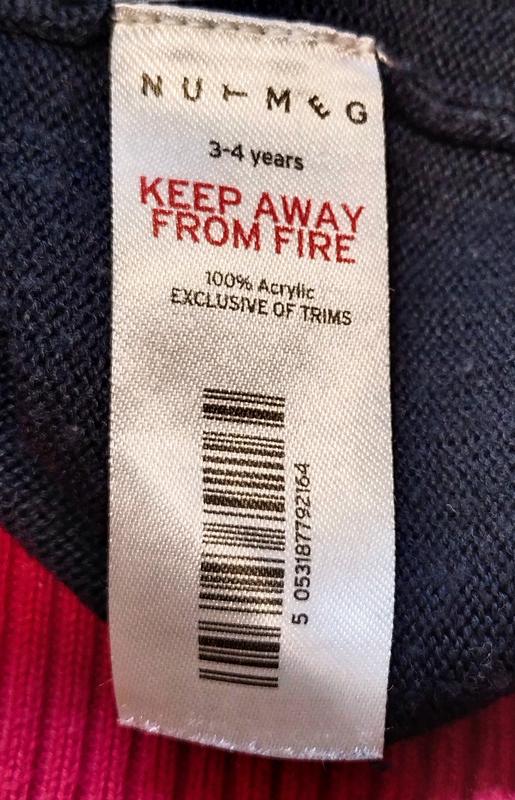 NUTMEG
3-4 years
KEEP AWAY
FROM FIRE
100% Acrylic
EXCLUSIVE OF TRIMS
5 053187792164